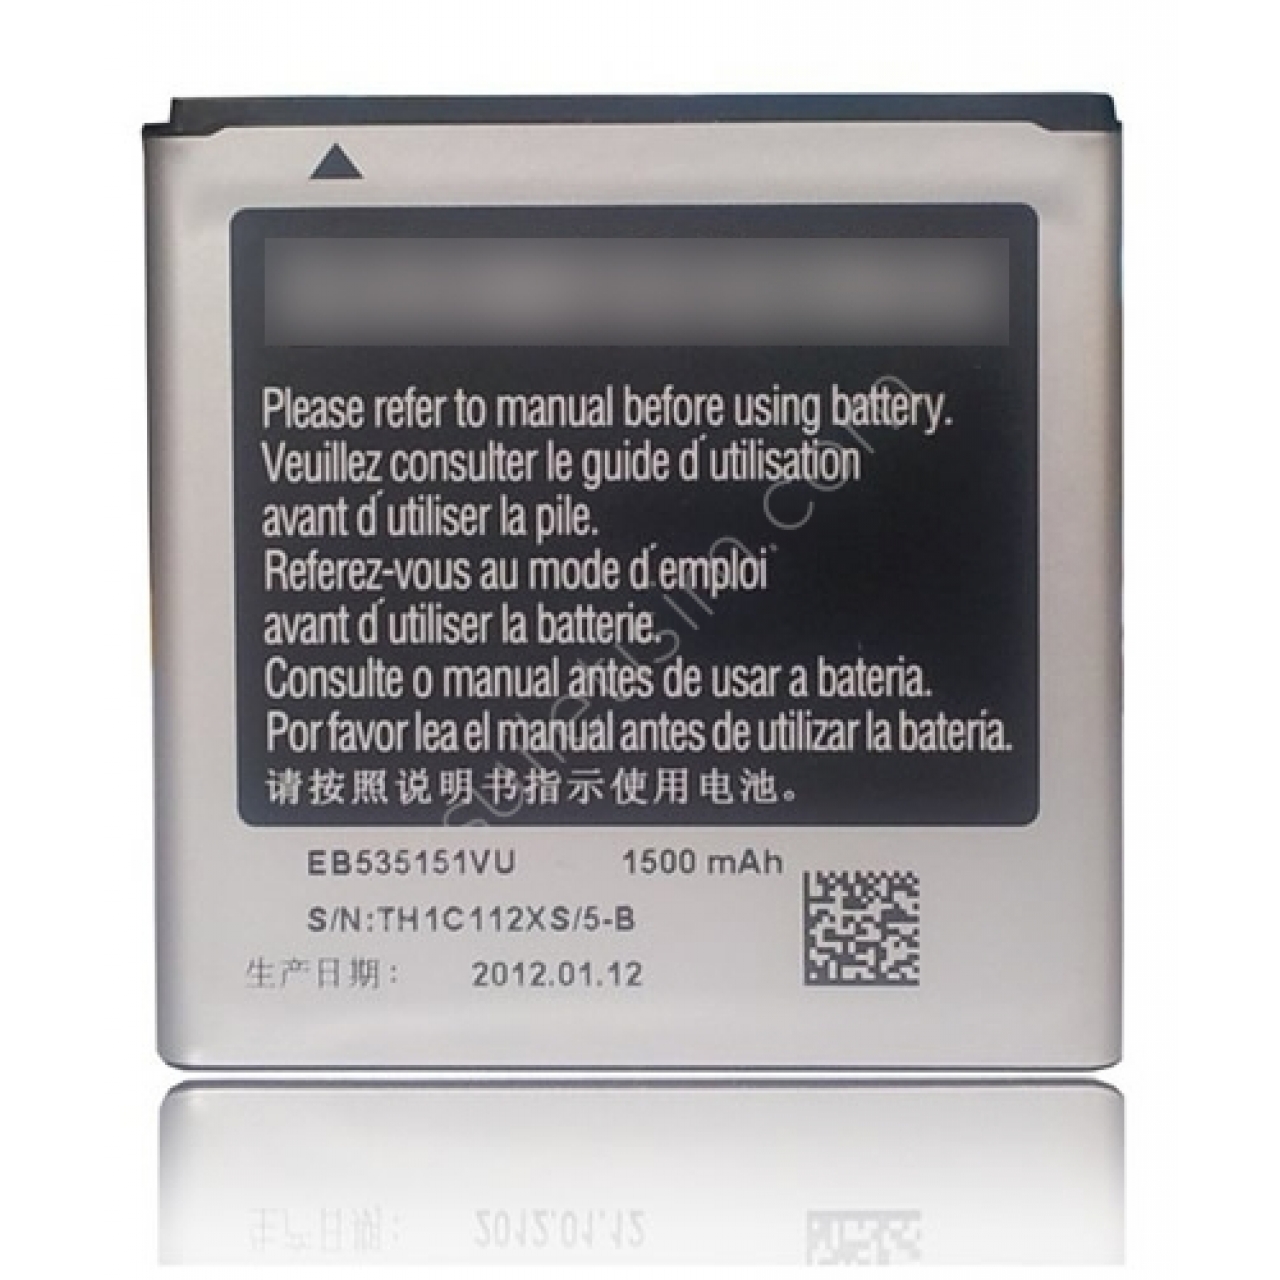 Please refer to manual before using battery.
Veuillez consulter le guide d'utilisation
avant d'utiliser la pile.
Referez-vous au mode d'emploi
avant d'utiliser la batterie.
Consulte o manual antes de usar a bateria.
Por favor lea el manual antes de utilizar la batería.
请按照说明书指示使用电池。
EB535151VU 1500 mAh
S/N:TH1C112XS/5-B
生产日期: 2012.01.12